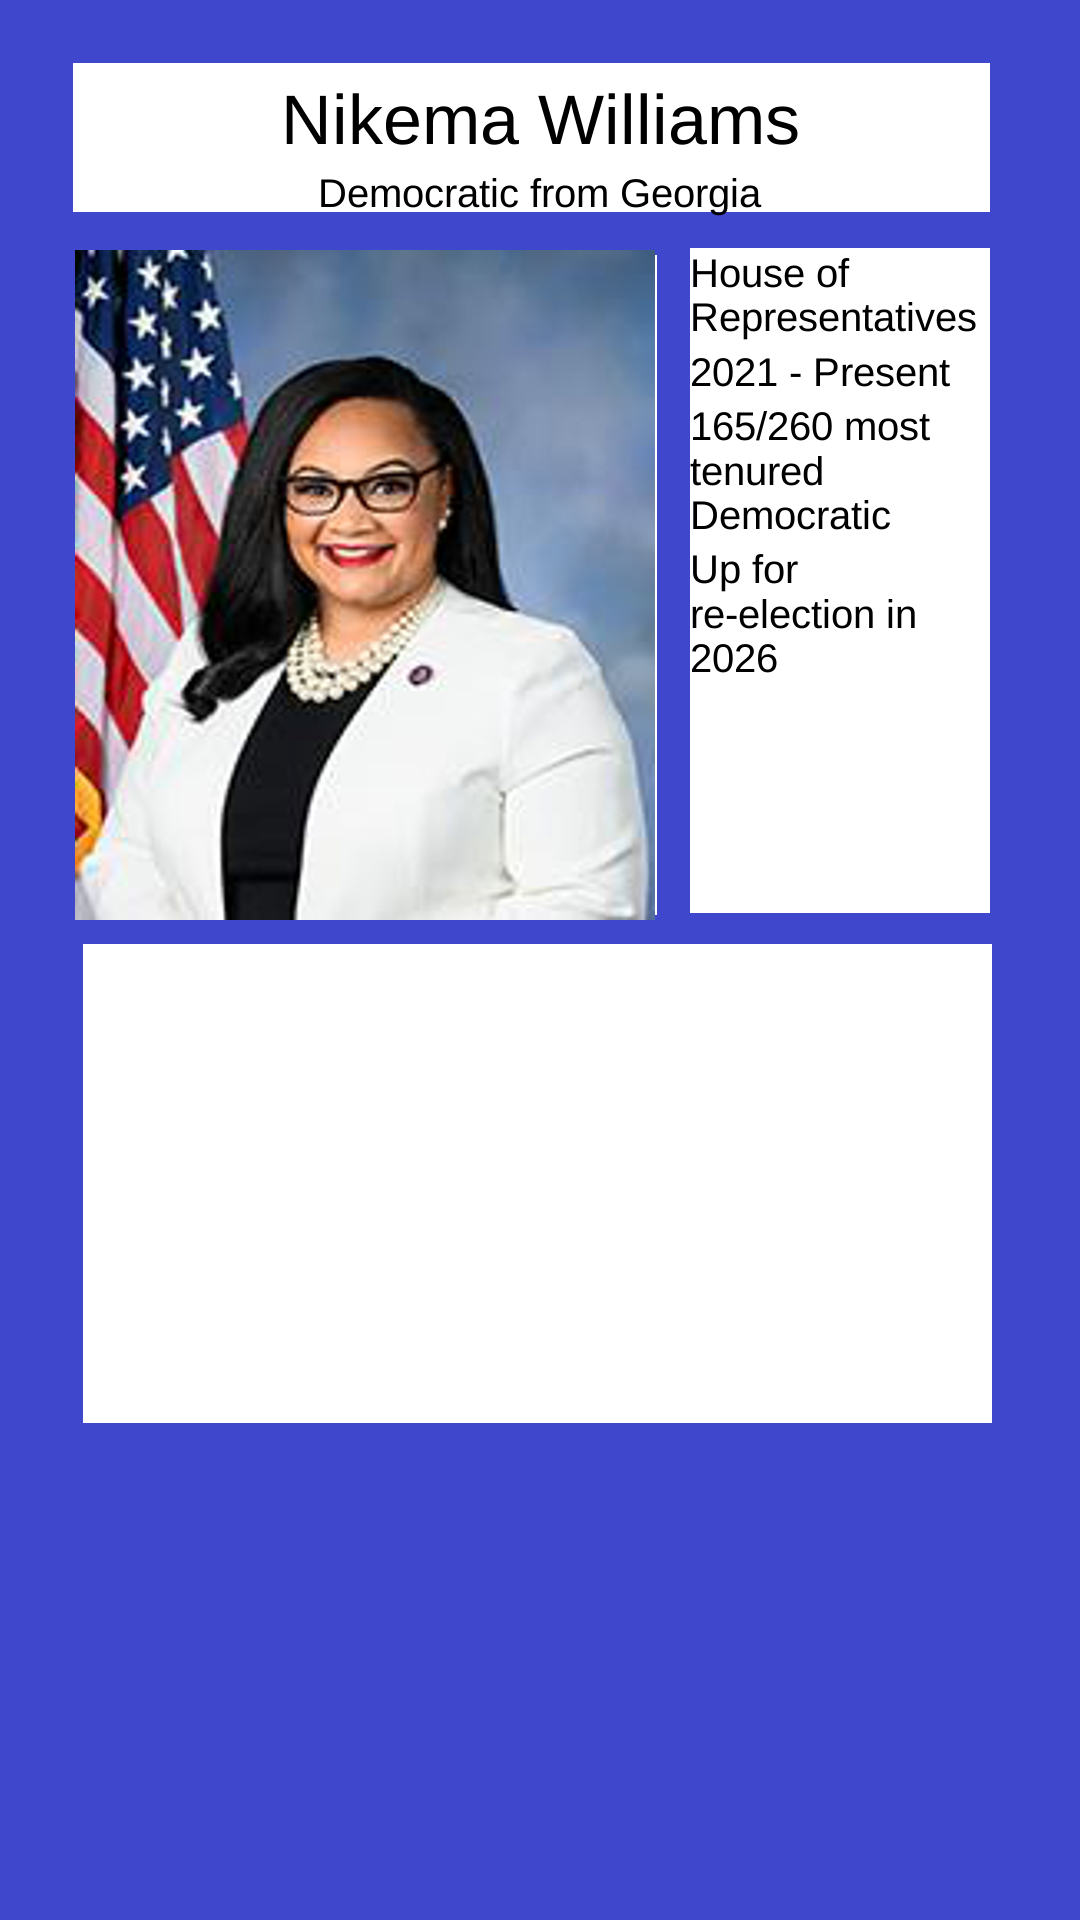 Nikema Williams
Democratic from Georgia
House of
Representatives
2021 - Present
165/260 most
tenured
Democratic
Up for
re-election in
2026